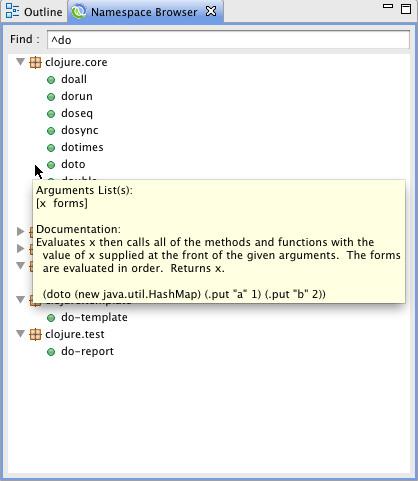 Outline Namespace Browser
Find : ^do
clojure.core
doall
dorun
doseq
dosync
dotimes
doto
Arguments List(s):
[x forms]
Documentation:
Evaluates x then calls all of the methods and functions with the
value of x supplied at the front of the given arguments. The forms
are evaluated in order. Returns x.
(doto (new java.util.HashMap) (.put "a" 1) (.put "b" 2))
do-template
clojure.test
do-report